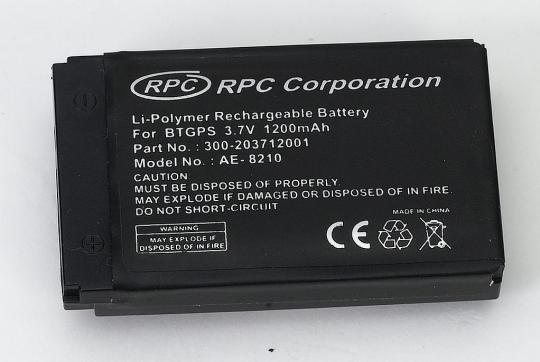 RPC RPC Corporation
Li-Polymer Rechargeable Battery
For BTGPS 3.7V 1200mAh
Part No. : 300-203712001
Model No. : AE- 8210
CAUTION:
MUST BE DISPOSED OF PROPERLY.
MAY EXPLODE IF DAMAGED OR DISPOSED OF IN FIRE.
DO NOT SHORT-CIRCUIT
MADE IN CHINA
WARNING
MAY EXPLODE IF
DISPOSED OF IN FIRE
CE